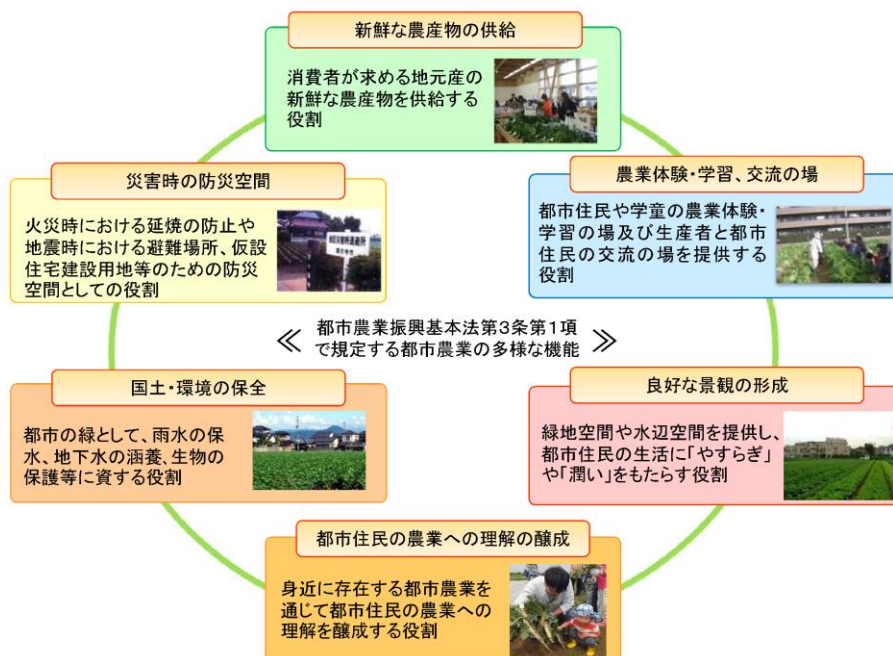 新鮮な農産物の供給
消費者が求める地元産の
新鮮な農産物を供給する
役割
災害時の防災空間
火災時における延焼の防止や
地震時における避難場所、仮設
住宅建設用地等のための防災
空間としての役割
農業体験・学習、交流の場
都市住民や学童の農業体験・
学習の場及び生産者と都市
住民の交流の場を提供する
役割
≪ 都市農業振興基本法第3条第1項
で規定する都市農業の多様な機能 ≫
国土・環境の保全
都市の緑として、雨水の保
水、地下水の涵養、生物の
保護等に資する役割
良好な景観の形成
緑地空間や水辺空間を提供し、
都市住民の生活に「やすらぎ」
や「潤い」をもたらす役割
都市住民の農業への理解の醸成
身近に存在する都市農業を
通じて都市住民の農業への
理解を醸成する役割